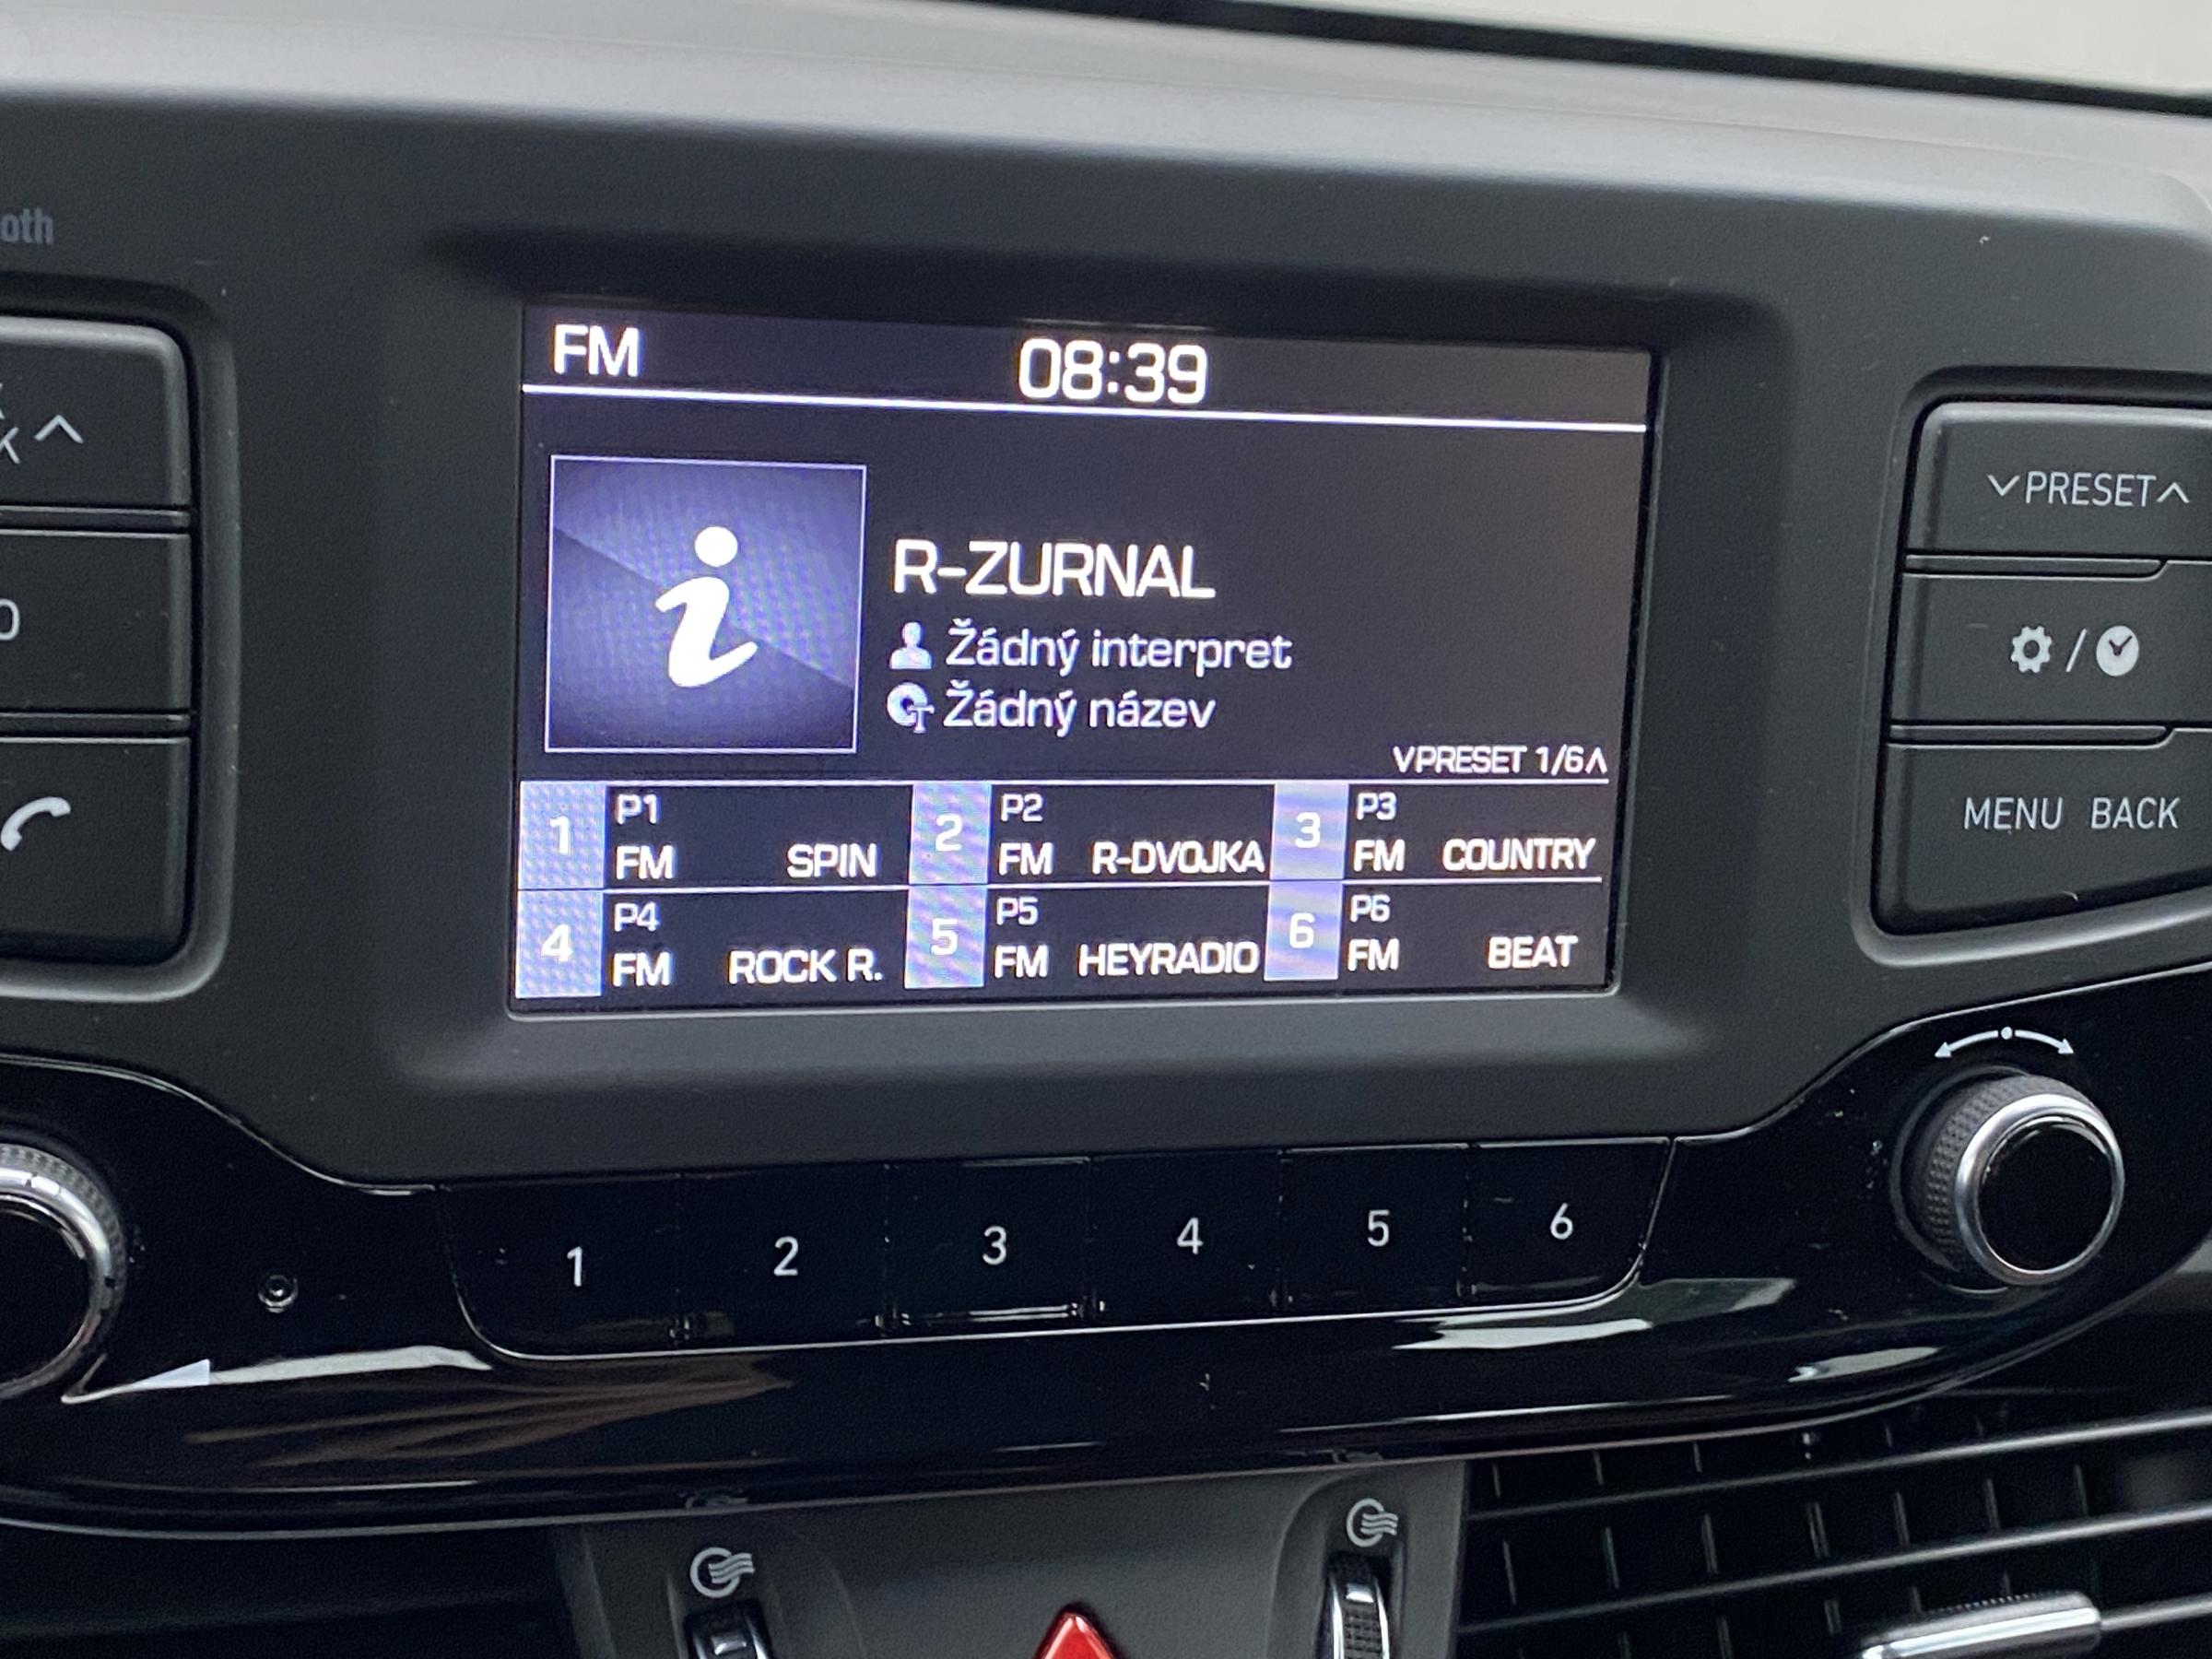 oth
FM 08:39
R-ZURNAL
Žádný interpret
Žádný název
VPRESET 1/6Λ
1 P1 FM SPIN 2 P2 FM R-DVOJKA 3 P3 FM COUNTRY
4 P4 FM ROCK R. 5 P5 FM HEYRADIO 6 P6 FM BEAT
PRESET
/
MENU BACK
1 2 3 4 5 6